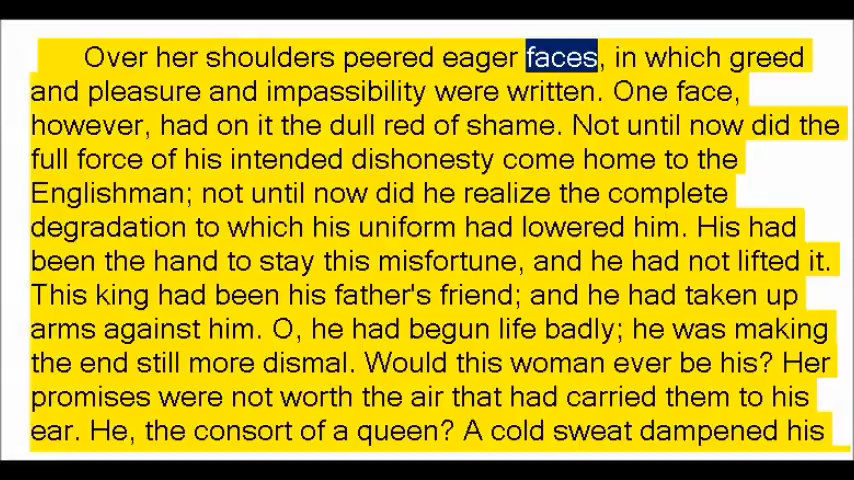 Over her shoulders peered eager faces, in which greed
and pleasure and impassibility were written. One face,
however, had on it the dull red of shame. Not until now did the
full force of his intended dishonesty come home to the
Englishman; not until now did he realize the complete
degradation to which his uniform had lowered him. His had
been the hand to stay this misfortune, and he had not lifted it.
This king had been his father's friend; and he had taken up
arms against him. O, he had begun life badly; he was making
the end still more dismal. Would this woman ever be his? Her
promises were not worth the air that had carried them to his
ear. He, the consort of a queen? A cold sweat dampened his